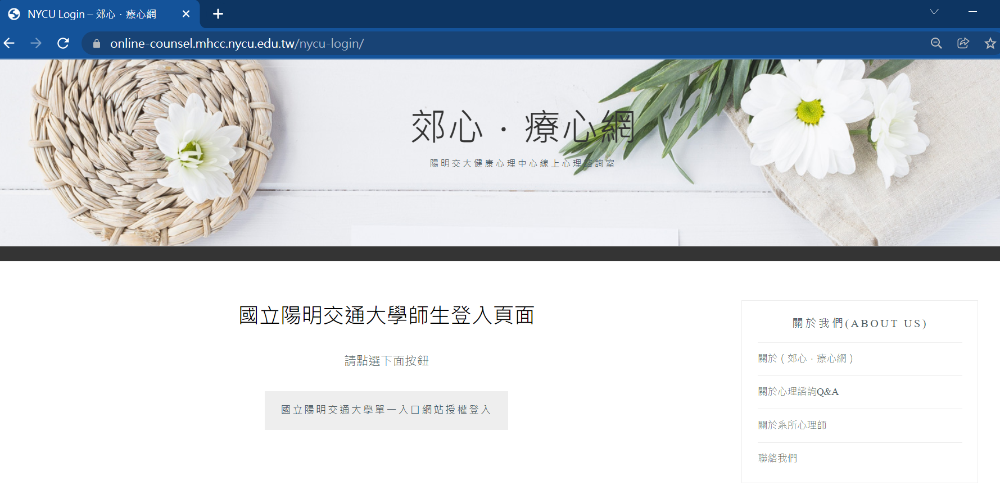 NYCU Login – 郊心．療心網
online-counsel.mhcc.nycu.edu.tw/nycu-login/
郊心．療心網
陽明交大健康心理中心線上心理諮詢室
國立陽明交通大學師生登入頁面
請點選下面按鈕
國立陽明交通大學單一入口網站授權登入
關於我們(ABOUT US)
關於（郊心．療心網）
關於心理諮詢Q&A
關於系所心理師
聯絡我們